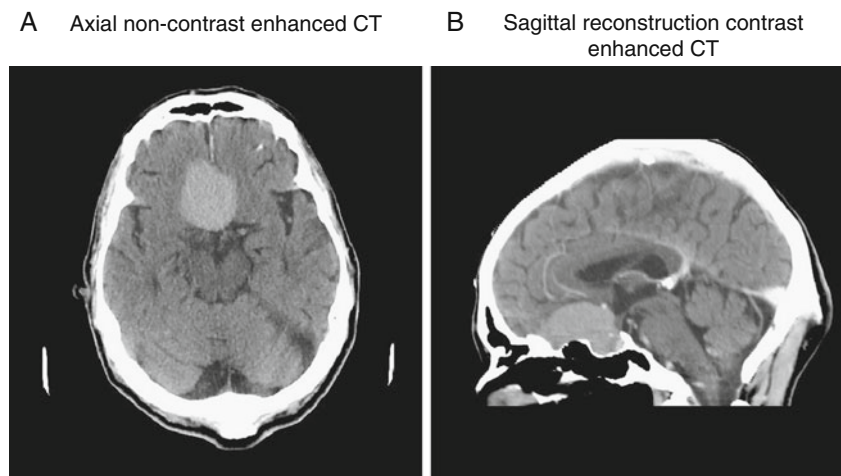 A Axial non-contrast enhanced CT
B Sagittal reconstruction contrast
enhanced CT